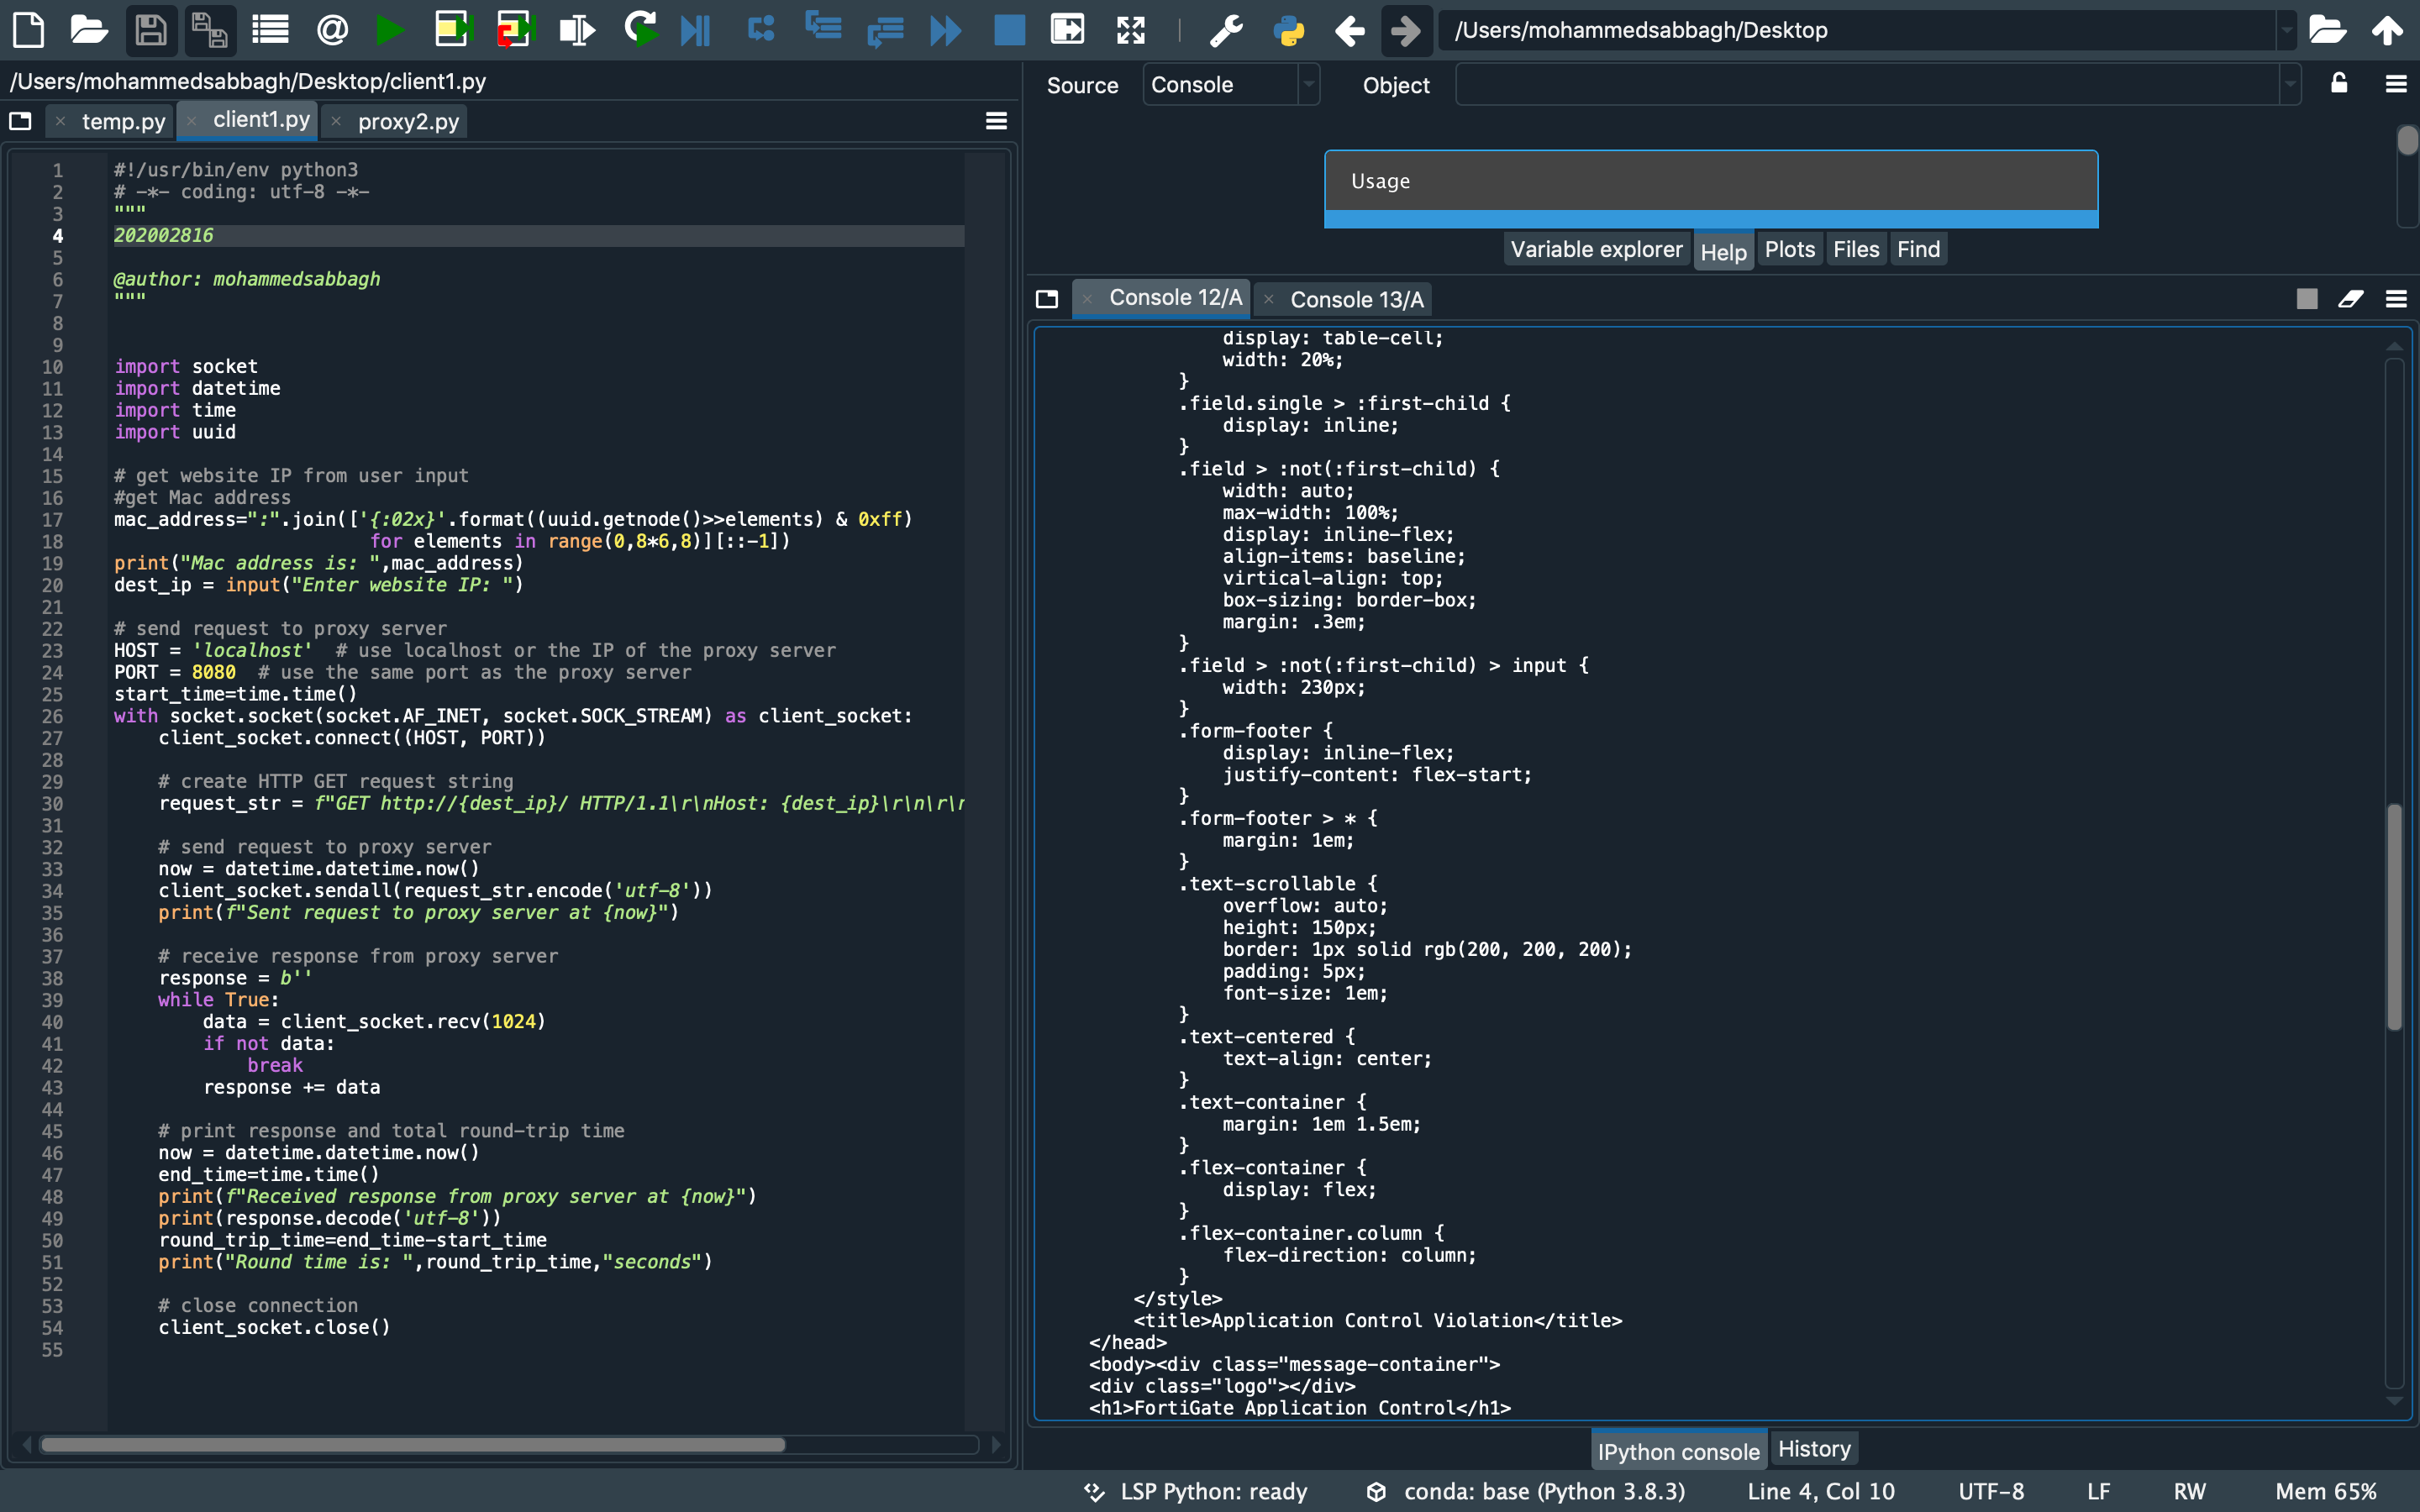 /Users/mohammedsabbagh/Desktop
/Users/mohammedsabbagh/Desktop/client1.py
temp.py
client1.py
proxy2.py
1 #!/usr/bin/env python3
2 # -*- coding: utf-8 -*-
3 """
4 202002816
5
6 @author: mohammedsabbagh
7 """
8
9
10 import socket
11 import datetime
12 import time
13 import uuid
14
15 # get website IP from user input
16 #get Mac address
17 mac_address=":".join(['{:02x}'.format((uuid.getnode()>>elements) & 0xff)
18 for elements in range(0,8*6,8)][::-1])
19 print("Mac address is: ",mac_address)
20 dest_ip = input("Enter website IP: ")
21
22 # send request to proxy server
23 HOST = 'localhost'  # use localhost or the IP of the proxy server
24 PORT = 8080  # use the same port as the proxy server
25 start_time=time.time()
26 with socket.socket(socket.AF_INET, socket.SOCK_STREAM) as client_socket:
27     client_socket.connect((HOST, PORT))
28
29     # create HTTP GET request string
30     request_str = f"GET http://{dest_ip}/ HTTP/1.1\r\nHost: {dest_ip}\r\n\r\
31
32     # send request to proxy server
33     now = datetime.datetime.now()
34     client_socket.sendall(request_str.encode('utf-8'))
35     print(f"Sent request to proxy server at {now}")
36
37     # receive response from proxy server
38     response = b''
39     while True:
40         data = client_socket.recv(1024)
41         if not data:
42             break
43         response += data
44
45     # print response and total round-trip time
46     now = datetime.datetime.now()
47     end_time=time.time()
48     print(f"Received response from proxy server at {now}")
49     print(response.decode('utf-8'))
50     round_trip_time=end_time-start_time
51     print("Round time is: ",round_trip_time,"seconds")
52
53     # close connection
54     client_socket.close()
55
Source
Console
Object
Usage
Variable explorer
Help
Plots
Files
Find
Console 12/A
Console 13/A
display: table-cell;
width: 20%;
}
.field.single > :first-child {
display: inline;
}
.field > :not(:first-child) {
width: auto;
max-width: 100%;
display: inline-flex;
align-items: baseline;
virtical-align: top;
box-sizing: border-box;
margin: .3em;
}
.field > :not(:first-child) > input {
width: 230px;
}
.form-footer {
display: inline-flex;
justify-content: flex-start;
}
.form-footer > * {
margin: 1em;
}
.text-scrollable {
overflow: auto;
height: 150px;
border: 1px solid rgb(200, 200, 200);
padding: 5px;
font-size: 1em;
}
.text-centered {
text-align: center;
}
.text-container {
margin: 1em 1.5em;
}
.flex-container {
display: flex;
}
.flex-container.column {
flex-direction: column;
}
</style>
<title>Application Control Violation</title>
</head>
<body><div class="message-container">
<div class="logo"></div>
<h1>FortiGate Application Control</h1>
IPython console
History
LSP Python: ready
conda: base (Python 3.8.3)
Line 4, Col 10
UTF-8
LF
RW
Mem 65%